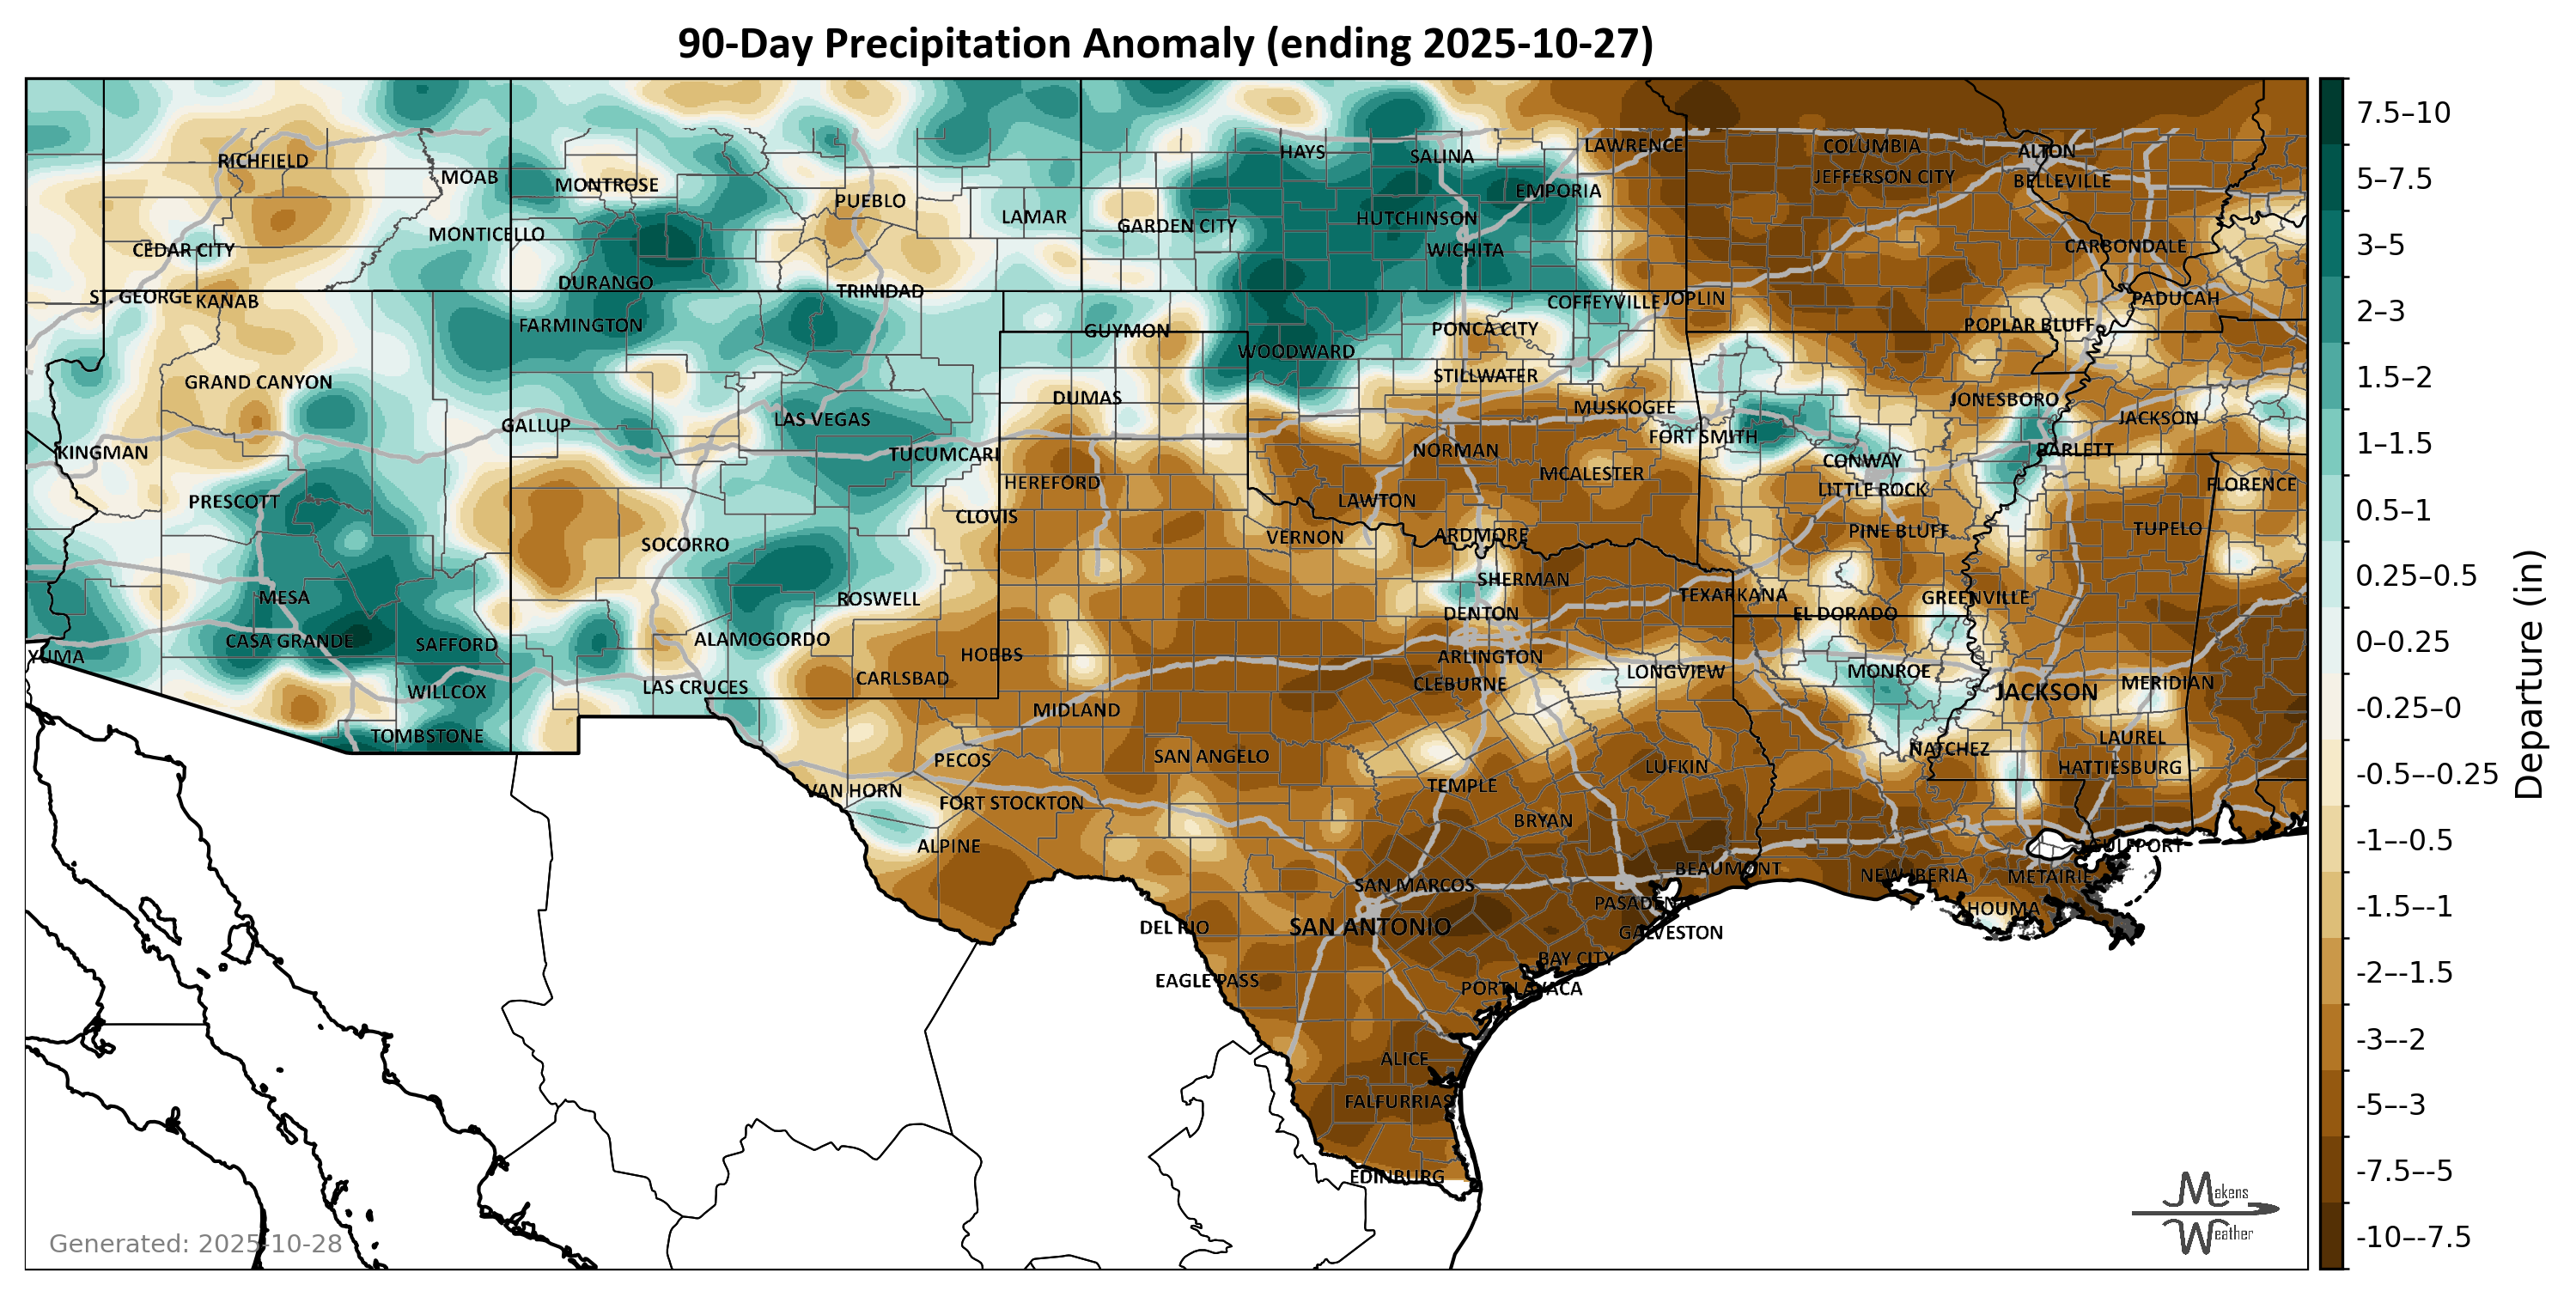 90-Day Precipitation Anomaly (ending 2025-10-27)
RICHFIELD
MOAB
MONTROSE
PUEBLO
LAMAR
HAYS
SALINA
LAWRENCE
COLUMBIA
ALTON
JEFFERSON CITY
BELLEVILLE
EMPORIA
GARDEN CITY
HUTCHINSON
WICHITA
MONTICELLO
CEDAR CITY
CARBONDALE
DURANGO
TRINIDAD
ST. GEORGE
KANAB
COFFEYVILLE
JOPLIN
PADUCAH
FARMINGTON
GUYMON
PONCA CITY
POPLAR BLUFF
WOODWARD
STILLWATER
GRAND CANYON
DUMAS
MUSKOGEE
JONESBORO
JACKSON
GALLUP
LAS VEGAS
FORT SMITH
KINGMAN
TUCUMCARI
NORMAN
CONWAY
BARLETT
HEREFORD
MCALESTER
LITTLE ROCK
FLORENCE
PRESCOTT
LAWTON
CLOVIS
VERNON
ARDMORE
PINE BLUFF
TUPELO
SOCORRO
SHERMAN
MESA
ROSWELL
DENTON
TEXARKANA
EL DORADO
GREENVILLE
CASA GRANDE
SAFFORD
ALAMOGORDO
YUMA
HOBBS
ARLINGTON
LONGVIEW
MONROE
CARLSBAD
CLEBURNE
WILLCOX
LAS CRUCES
JACKSON
MERIDIAN
MIDLAND
TOMBSTONE
NATCHEZ
LAUREL
PECOS
SAN ANGELO
LUFKIN
HATTIESBURG
VAN HORN
FORT STOCKTON
TEMPLE
BRYAN
ALPINE
GULFPORT
BEAUMONT
NEW IBERIA
METAIRIE
SAN MARCOS
PASADENA
HOUMA
DEL RIO
SAN ANTONIO
GALVESTON
BAY CITY
EAGLE PASS
PORT LAVACA
ALICE
FALFURRIAS
EDINBURG
7.5–10
5–7.5
3–5
2–3
1.5–2
1–1.5
0.5–1
0.25–0.5
0–0.25
-0.25–0
-0.5–-0.25
-1–-0.5
-1.5–-1
-2–-1.5
-3–-2
-5–-3
-7.5–-5
-10–-7.5
Departure (in)
Generated: 2025-10-28
Makens
Weather